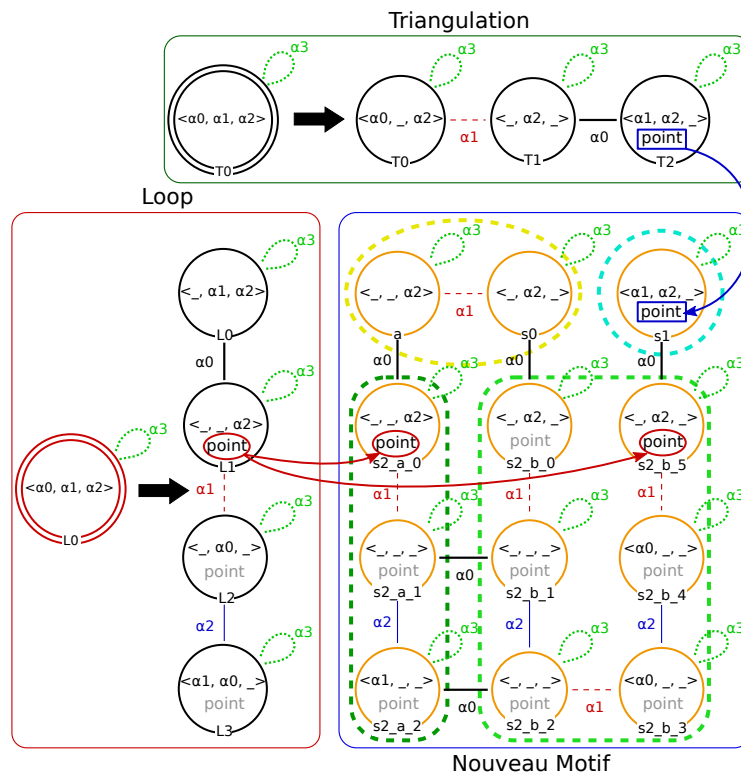 Triangulation
α3 α3 α3 α3
<α0, α1, α2> <α0, _, α2> <_, α2, _> <α1, α2, _>
α1 α0 point
T0 T0 T1 T2
Loop
α3 α3 α3 α3
<_, α1, α2> <_, _, α2> <_, α2, _> <α1, α2, _>
α1 point
L0 a s0 s1
α0 α0 α0 α0
α3 α3 α3 α3
<_, _, α2> <_, _, α2> <_, α2, _> <_, α2, _>
point point point point
L1 s2_a_0 s2_b_0 s2_b_5
α3
<α0, α1, α2>
L0
α1 α1 α1 α1
α3 α3 α3 α3
<_, α0, _> <_, _, _> <_, _, _> <α0, _, _>
point point α0 point point
L2 s2_a_1 s2_b_1 s2_b_4
α2 α2 α2 α2
α3 α3 α3 α3
<α1, α0, _> <α1, _, _> <_, _, _> <α0, _, _>
point point α0 point α1 point
L3 s2_a_2 s2_b_2 s2_b_3
Nouveau Motif